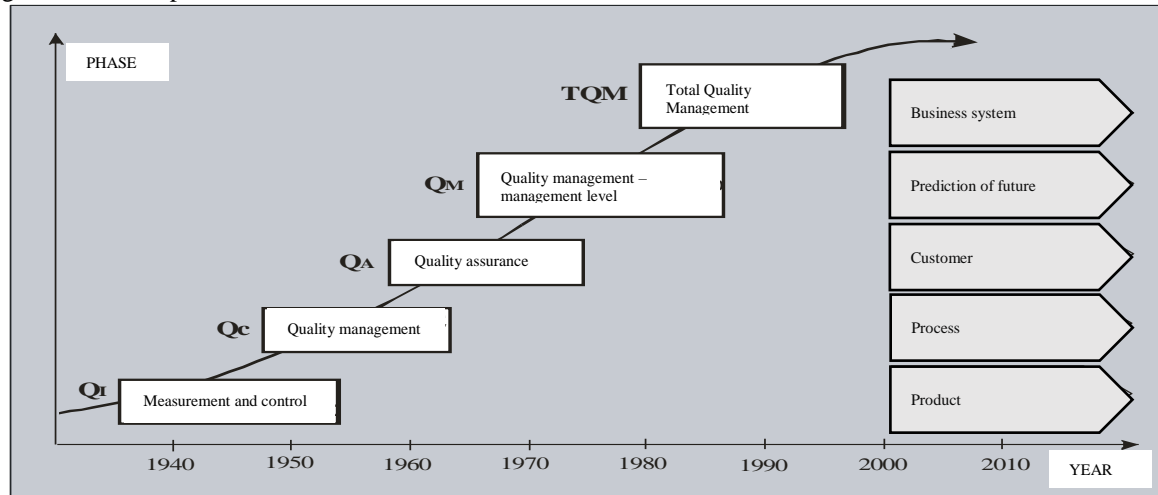 PHASE
TQM
Total Quality
Management
Business system
QM
Quality management –
management level
Prediction of future
QA
Quality assurance
Customer
Qc
Quality management
Process
QI
Measurement and control
Product
1940
1950
1960
1970
1980
1990
2000
2010
YEAR